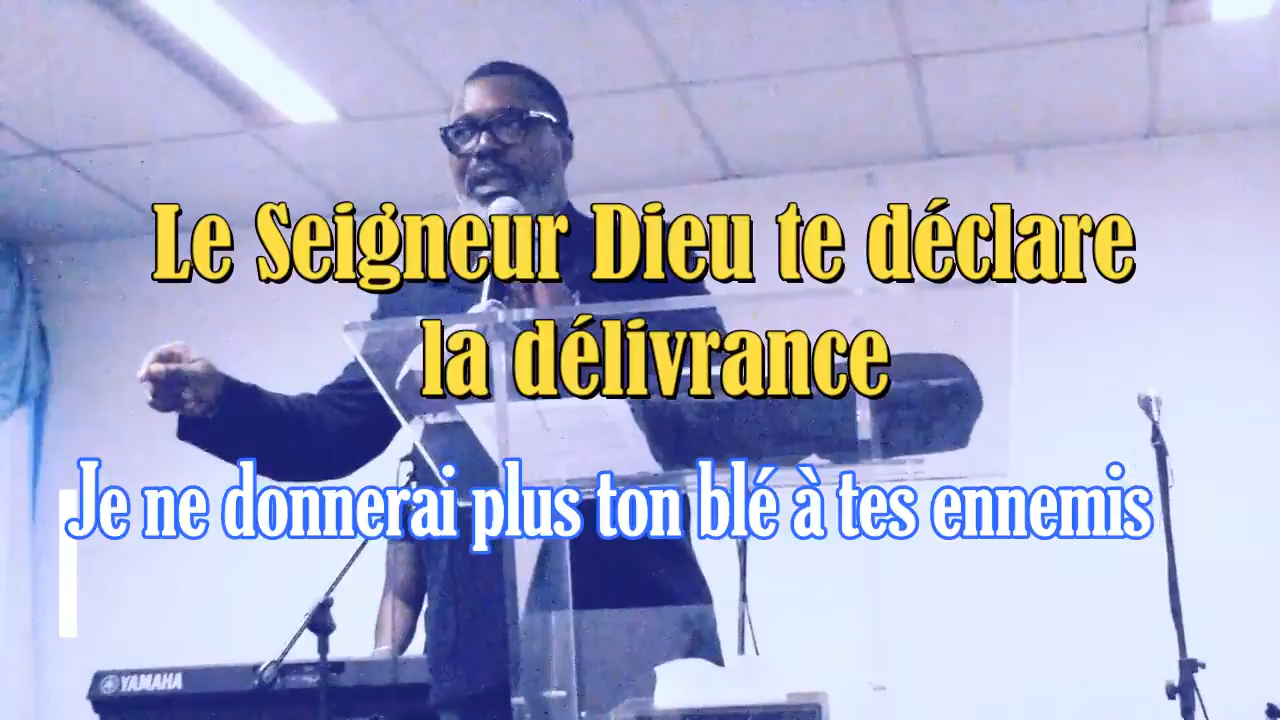 Le Seigneur Dieu te déclare
la délivrance
Je ne donnerai plus ton blé à tes ennemis
YAMAHA